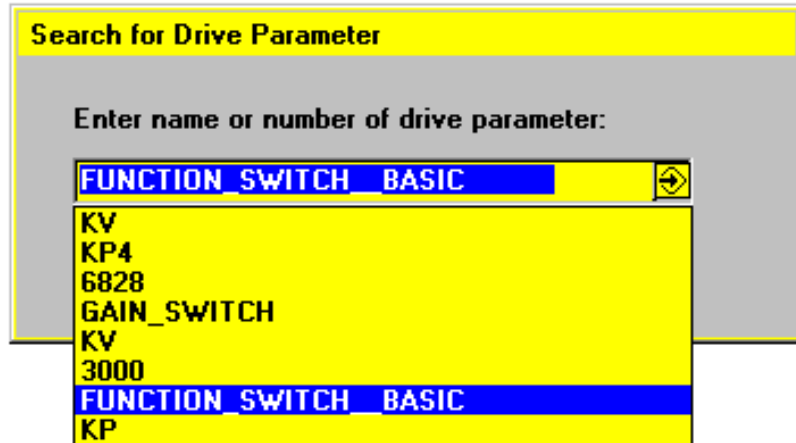 Search for Drive Parameter
Enter name or number of drive parameter:
FUNCTION_SWITCH__BASIC
KV
KP4
6828
GAIN_SWITCH
KV
3000
FUNCTION_SWITCH__BASIC
KP